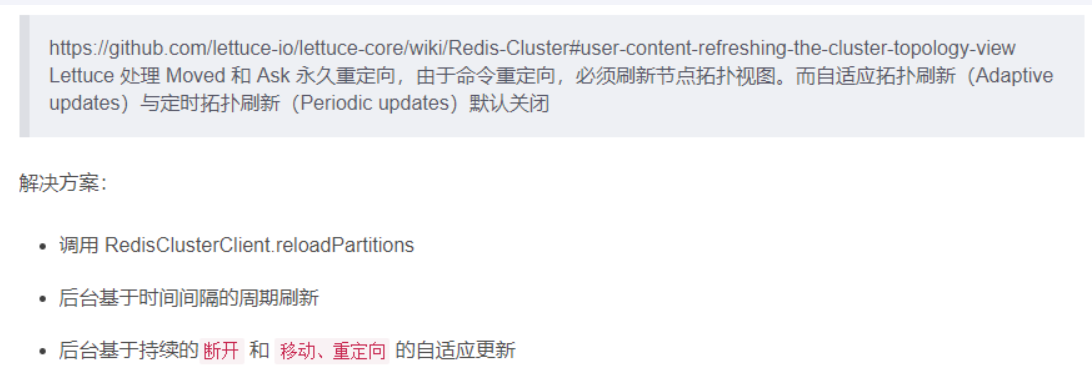 https://github.com/lettuce-io/lettuce-core/wiki/Redis-Cluster#user-content-refreshing-the-cluster-topology-view
Lettuce 处理 Moved 和 Ask 永久重定向，由于命令重定向，必须刷新节点拓扑视图。而自适应拓扑刷新（Adaptive
updates）与定时拓扑刷新（Periodic updates）默认关闭
解决方案：
• 调用 RedisClusterClient.reloadPartitions
• 后台基于时间间隔的周期刷新
• 后台基于持续的 断开 和 移动、重定向 的自适应更新